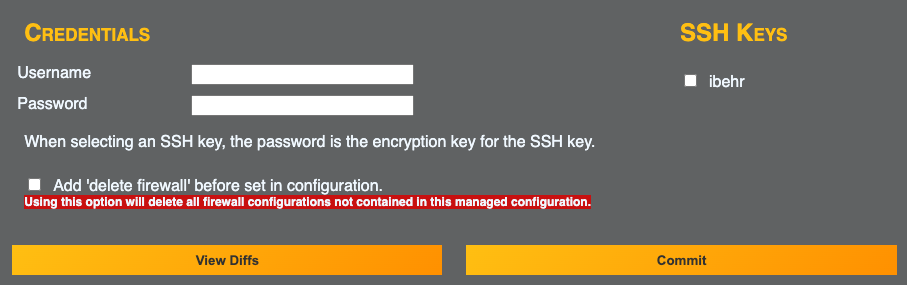 Credentials
SSH Keys
Username
ibehr
Password
When selecting an SSH key, the password is the encryption key for the SSH key.
Add 'delete firewall' before set in configuration.
Using this option will delete all firewall configurations not contained in this managed configuration.
View Diffs
Commit